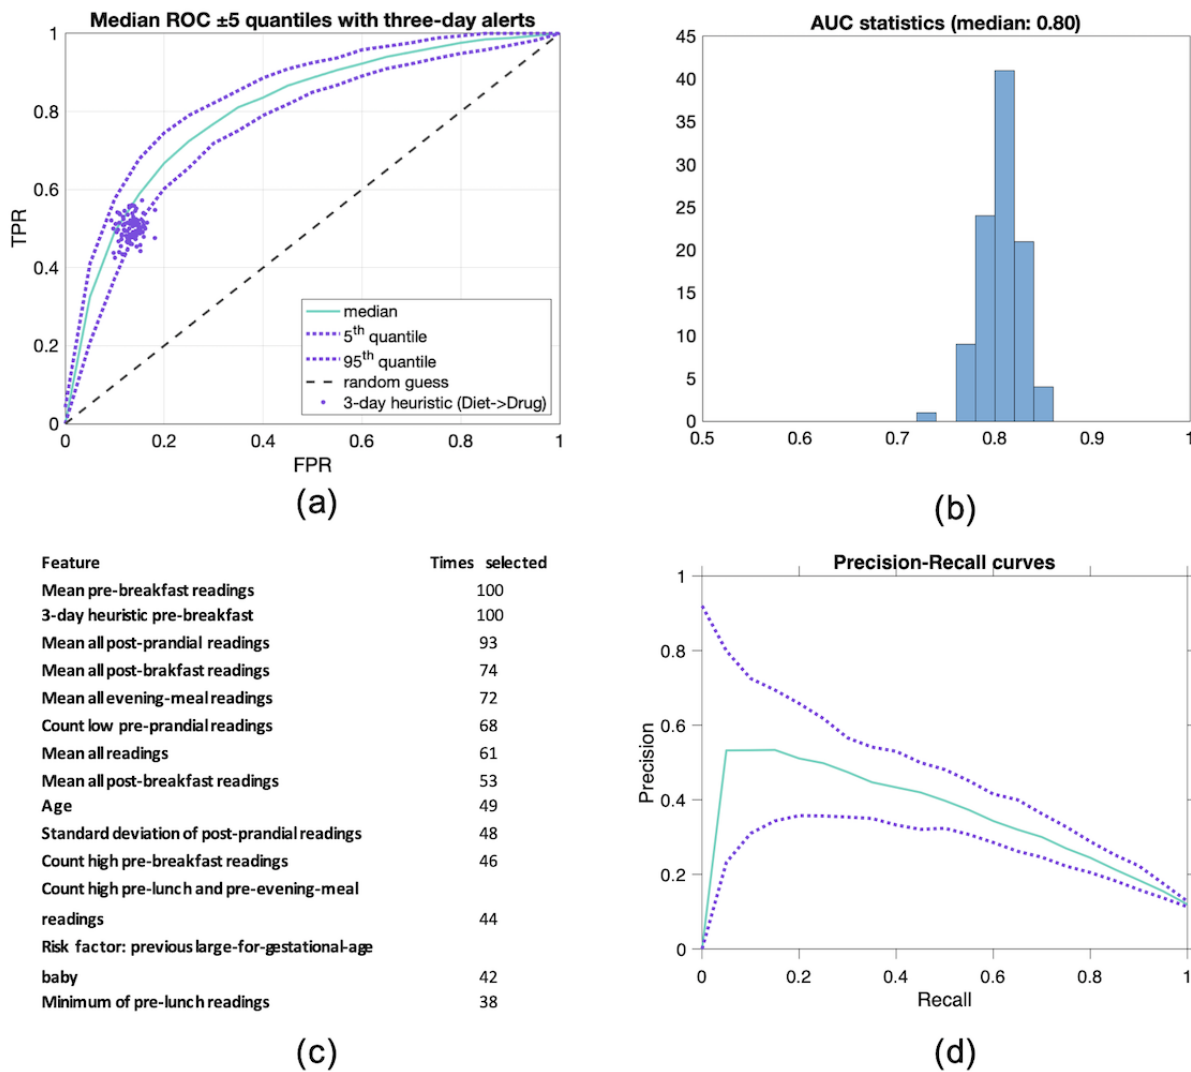 Median ROC ±5 quantiles with three-day alerts
1
0.8
0.6
0.4
0.2
0
TPR
0 0.2 0.4 0.6 0.8 1
FPR
median
5th quantile
95th quantile
random guess
3-day heuristic (Diet->Drug)
(a)
AUC statistics (median: 0.80)
45
40
35
30
25
20
15
10
5
0
0.5 0.6 0.7 0.8 0.9 1
(b)
Feature Times selected
Mean pre-breakfast readings 100
3-day heuristic pre-breakfast 100
Mean all post-prandial readings 93
Mean all post-brakfast readings 74
Mean all evening-meal readings 72
Count low pre-prandial readings 68
Mean all readings 61
Mean all post-breakfast readings 53
Age 49
Standard deviation of post-prandial readings 48
Count high pre-breakfast readings 46
Count high pre-lunch and pre-evening-meal
readings 44
Risk factor: previous large-for-gestational-age
baby 42
Minimum of pre-lunch readings 38
(c)
Precision-Recall curves
1
0.8
0.6
0.4
0.2
0
Precision
0 0.2 0.4 0.6 0.8 1
Recall
(d)